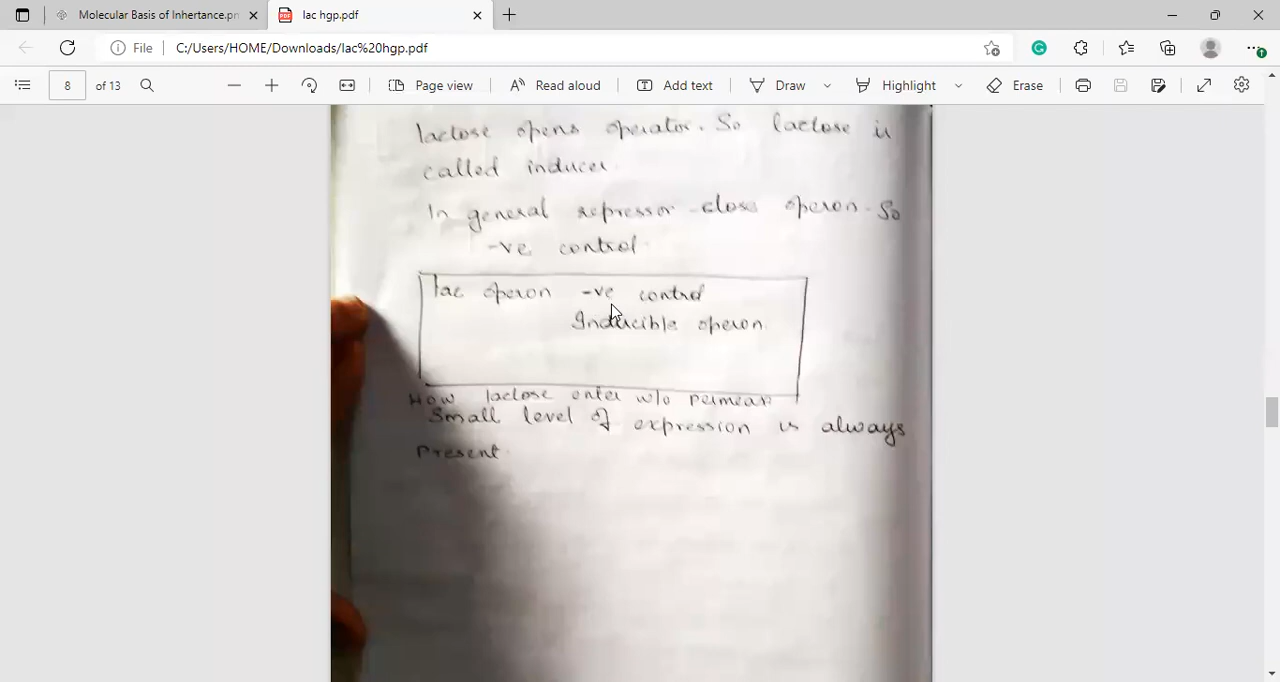 Molecular Basis of Inhertance.pn
lac hgp.pdf
File
C:/Users/HOME/Downloads/lac%20hgp.pdf
8 of 13
Page view
Read aloud
Add text
Draw
Highlight
Erase
lactose opens operator. So lactose is
called inducer
In general repressor close operon. So
-ve control.
lac operon -ve control
Inducible operon.
How lactose enter w/o permeas
Small level of expression is always
present.